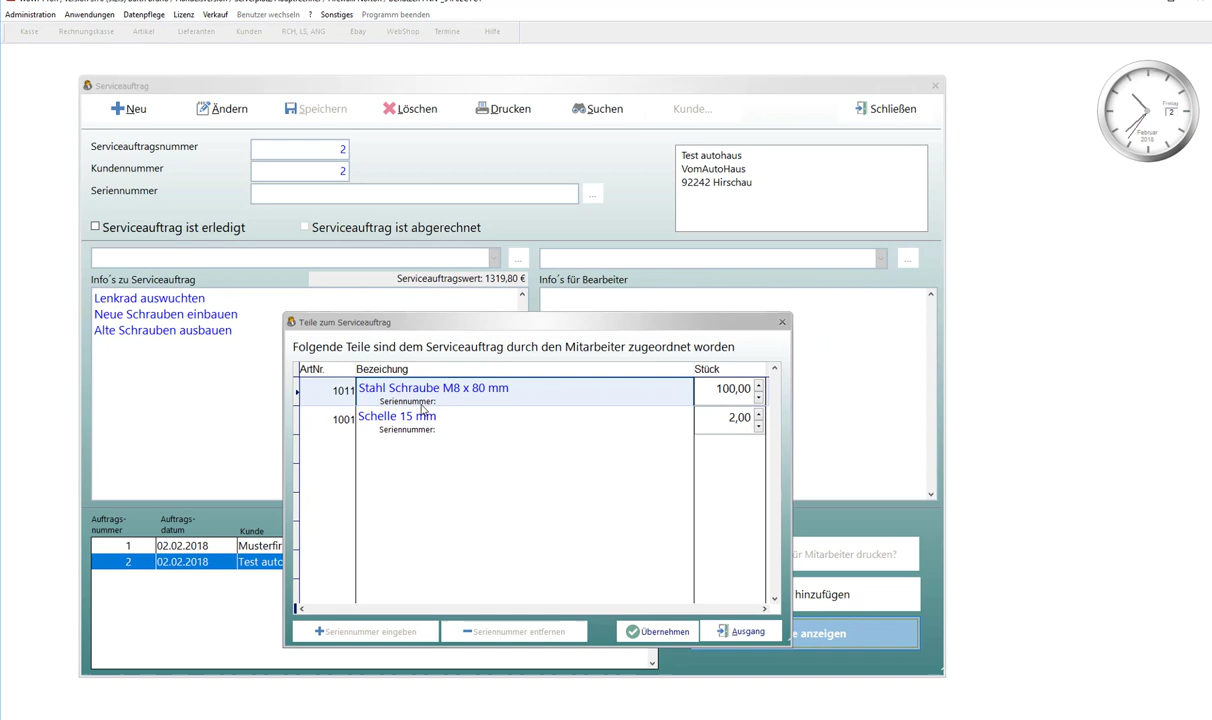 Administration Anwendungen Datenpflege Lizenz Verkauf Benutzer wechseln ? Sonstiges Programm beenden
Kasse Rechnungskasse Artikel Lieferanten Kunden RCH, LS, ANG Ebay WebShop Termine Hilfe
Serviceauftrag
Neu Ändern Speichern Löschen Drucken Suchen Kunde... Schließen
Freitag
2
Februar
2018
Serviceauftragsnummer 2
Kundennummer 2
Seriennummer ...
Test autohaus
VomAutoHaus
92242 Hirschau
Serviceauftrag ist erledigt Serviceauftrag ist abgerechnet
... ...
Info´s zu Serviceauftrag Serviceauftragswert: 1319,80 € Info´s für Bearbeiter
Lenkrad auswuchten
Neue Schrauben einbauen
Alte Schrauben ausbauen
Teile zum Serviceauftrag
Folgende Teile sind dem Serviceauftrag durch den Mitarbeiter zugeordnet worden
ArtNr. Bezeichung Stück
1011 Stahl Schraube M8 x 80 mm 100,00
Seriennummer:
1001 Schelle 15 mm 2,00
Seriennummer:
Seriennummer eingeben Seriennummer entfernen Übernehmen Ausgang
Auftrags-
nummer
Auftrags-
datum
Kunde
1 02.02.2018 Musterfir
2 02.02.2018 Test auto
ür Mitarbeiter drucken?
hinzufügen
e anzeigen